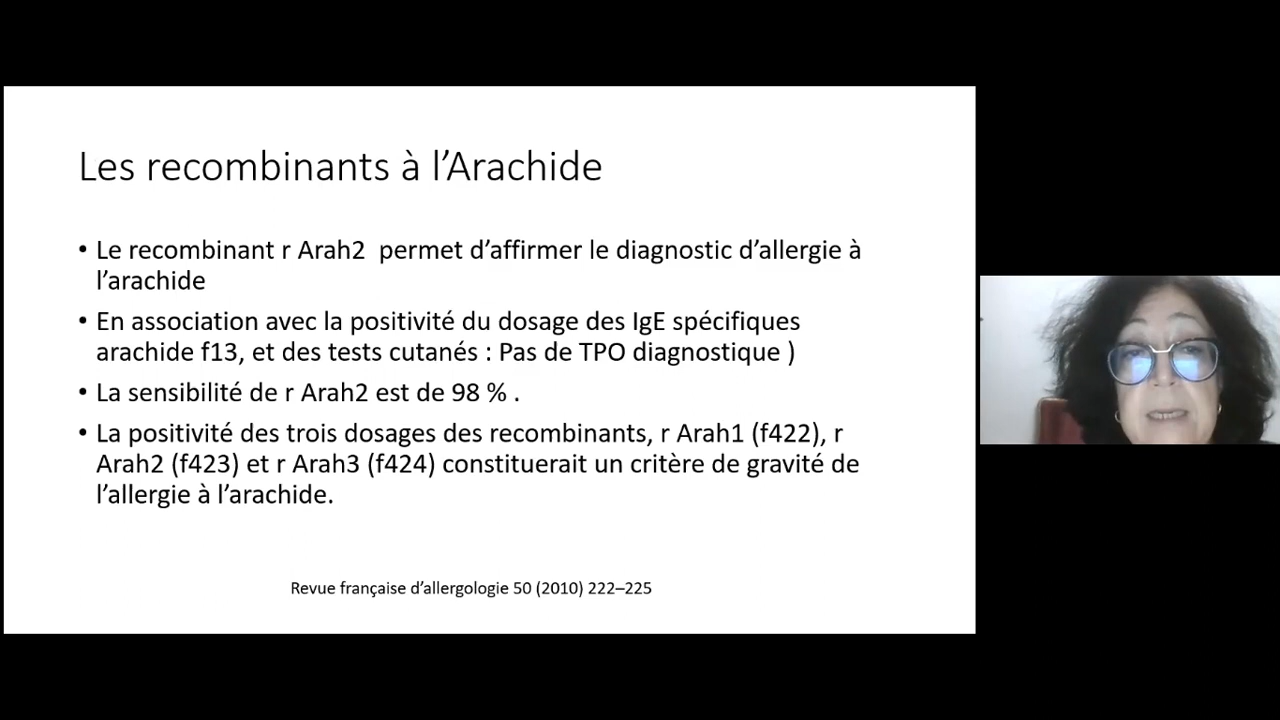 Les recombinants à l’Arachide
• Le recombinant r Arah2  permet d’affirmer le diagnostic d’allergie à
l’arachide
• En association avec la positivité du dosage des IgE spécifiques
arachide f13, et des tests cutanés : Pas de TPO diagnostique )
• La sensibilité de r Arah2 est de 98 % .
• La positivité des trois dosages des recombinants, r Arah1 (f422), r
Arah2 (f423) et r Arah3 (f424) constituerait un critère de gravité de
l’allergie à l’arachide.
Revue française d’allergologie 50 (2010) 222–225